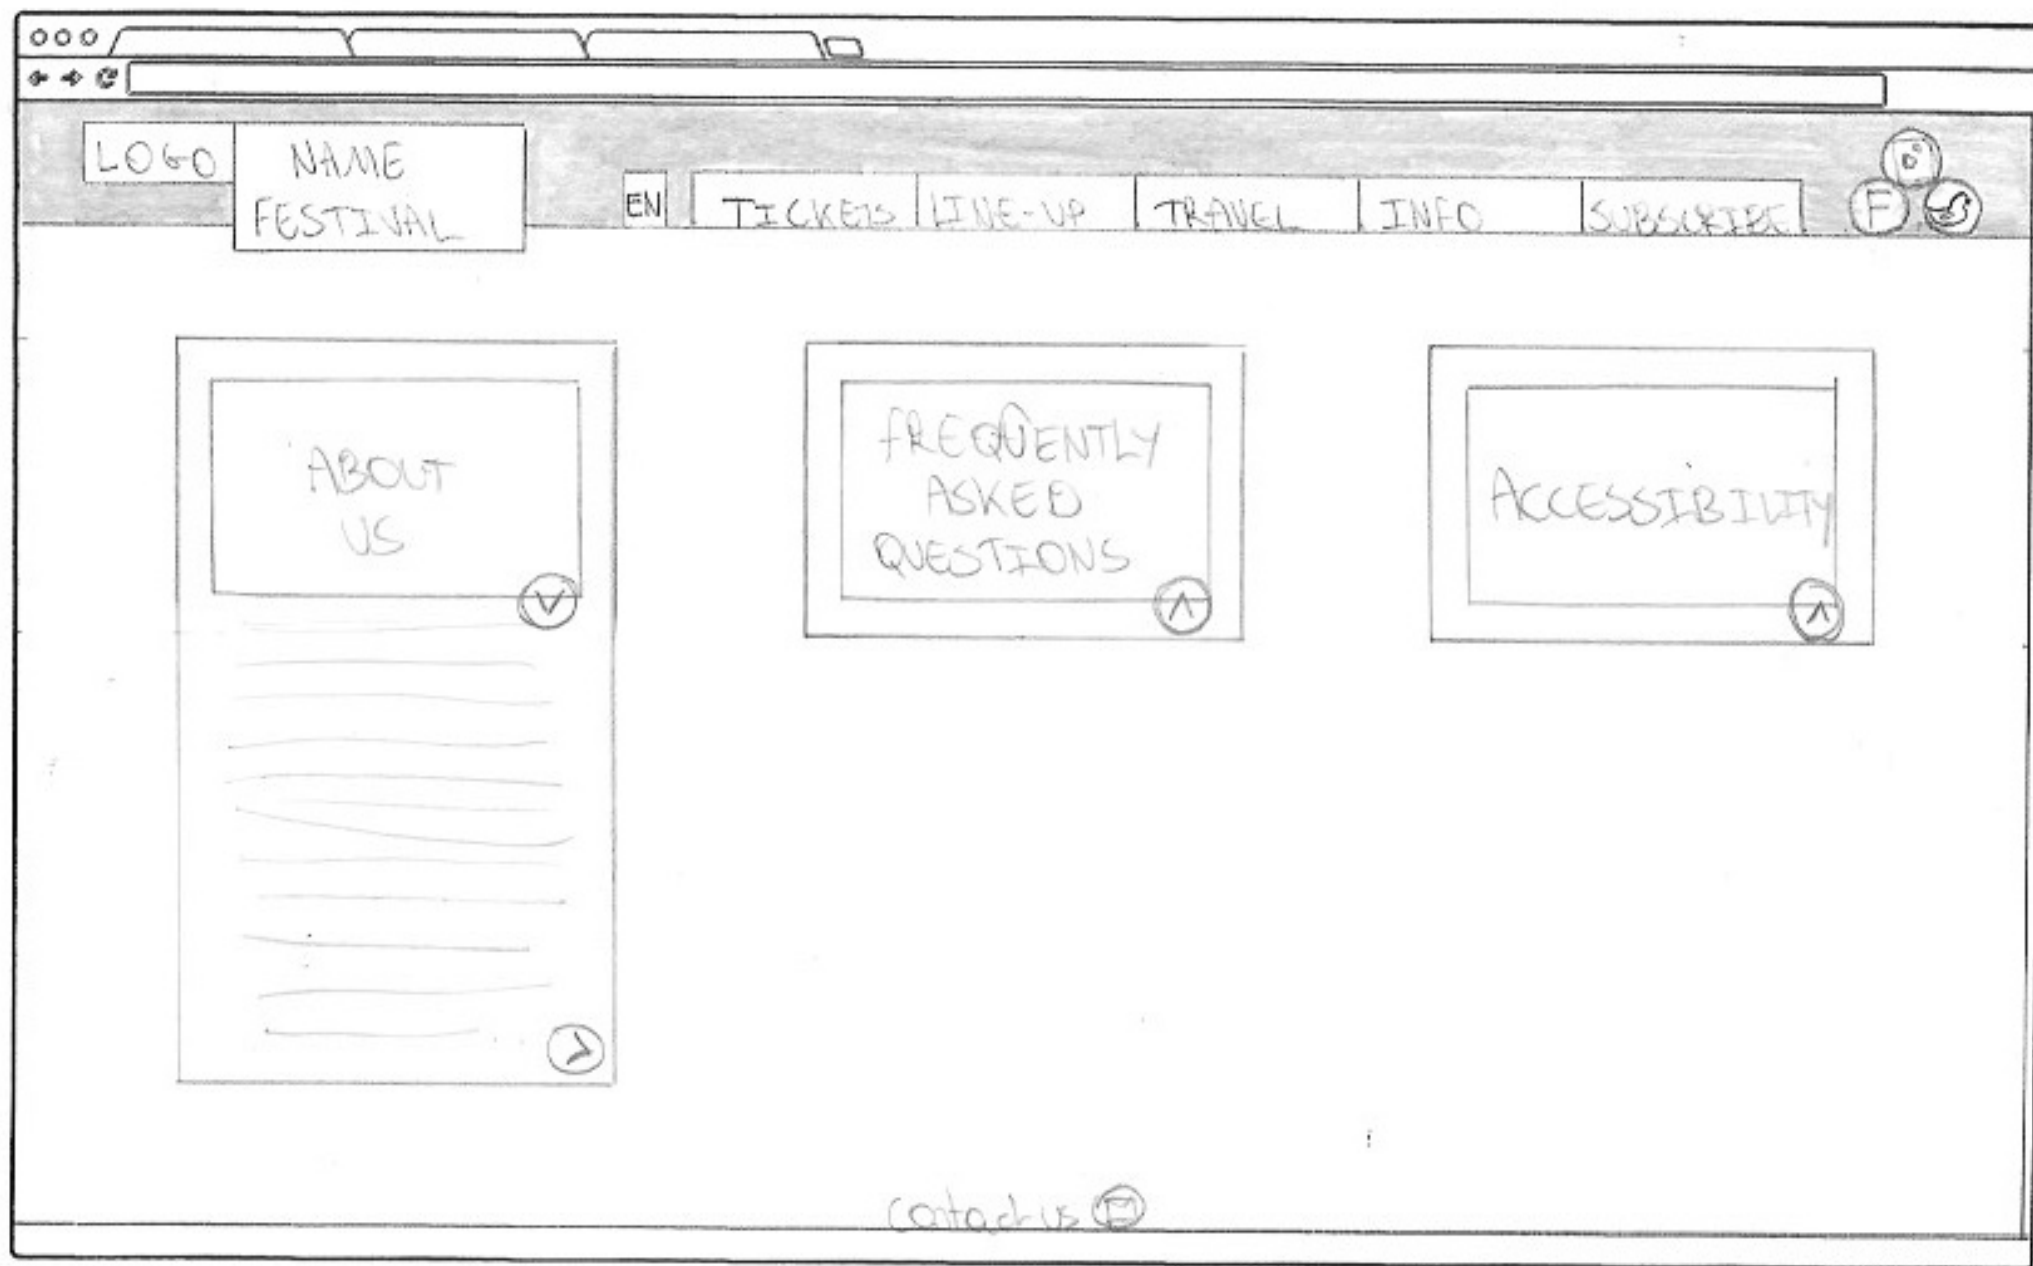 LOGO
NAME
FESTIVAL
EN
TICKETS
LINE-UP
TRAVEL
INFO
SUBSCRIBE
F
ABOUT
US
FREQUENTLY
ASKED
QUESTIONS
ACCESSIBILITY
contact us